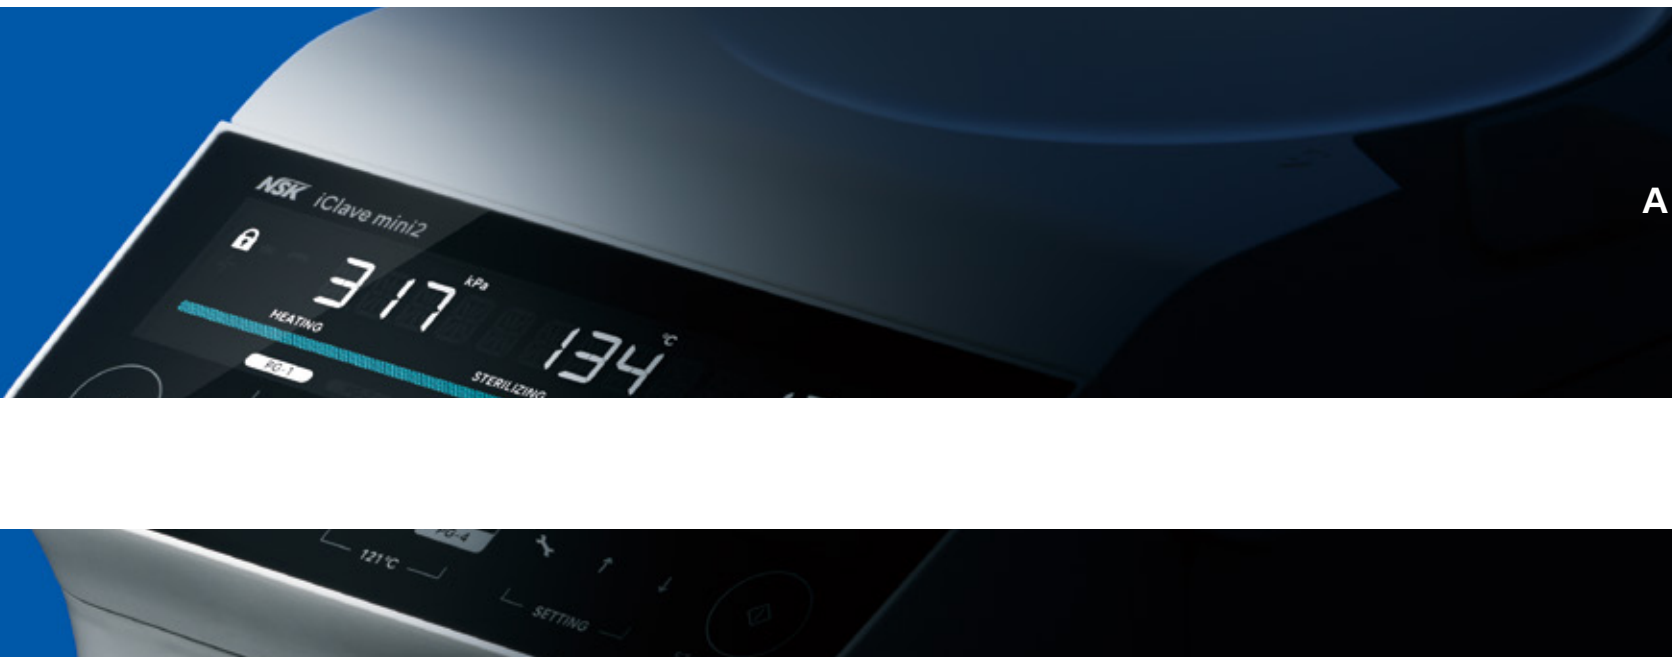 A
NSK iClave mini2
317 kPa
134 °C
HEATING
STERILIZING
PG-1
PG-4
121°C
SETTING